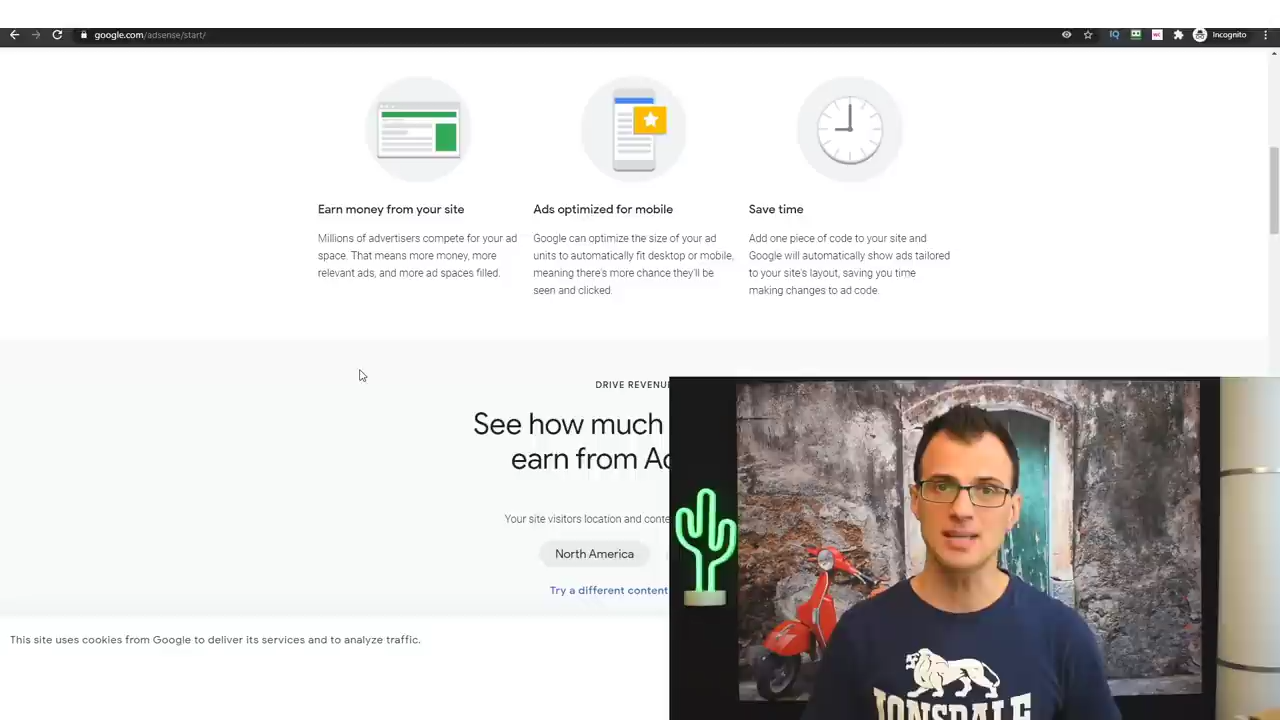 google.com/adsense/start/
Incognito
Earn money from your site
Millions of advertisers compete for your ad
space. That means more money, more
relevant ads, and more ad spaces filled.
Ads optimized for mobile
Google can optimize the size of your ad
units to automatically fit desktop or mobile,
meaning there's more chance they'll be
seen and clicked.
Save time
Add one piece of code to your site and
Google will automatically show ads tailored
to your site's layout, saving you time
making changes to ad code.
DRIVE REVENU
See how much
earn from Ad
Your site visitors location and conte
North America
Try a different content
This site uses cookies from Google to deliver its services and to analyze traffic.
LONSDALE